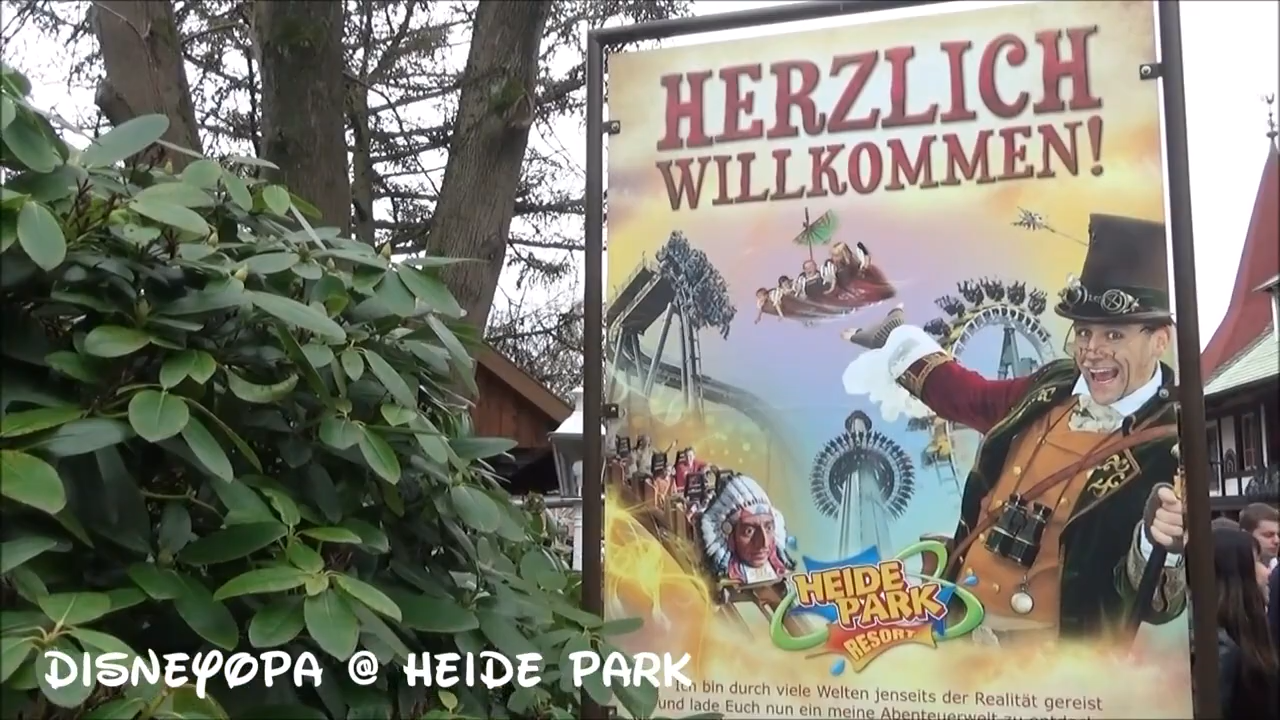 HERZLICH
WILLKOMMEN!
HEIDE
PARK
RESORT
DISNEYOPA @ HEIDE PARK
Ich bin durch viele Welten jenseits der Realität gereist
und lade Euch nun ein meine Abenteuerwelt zu